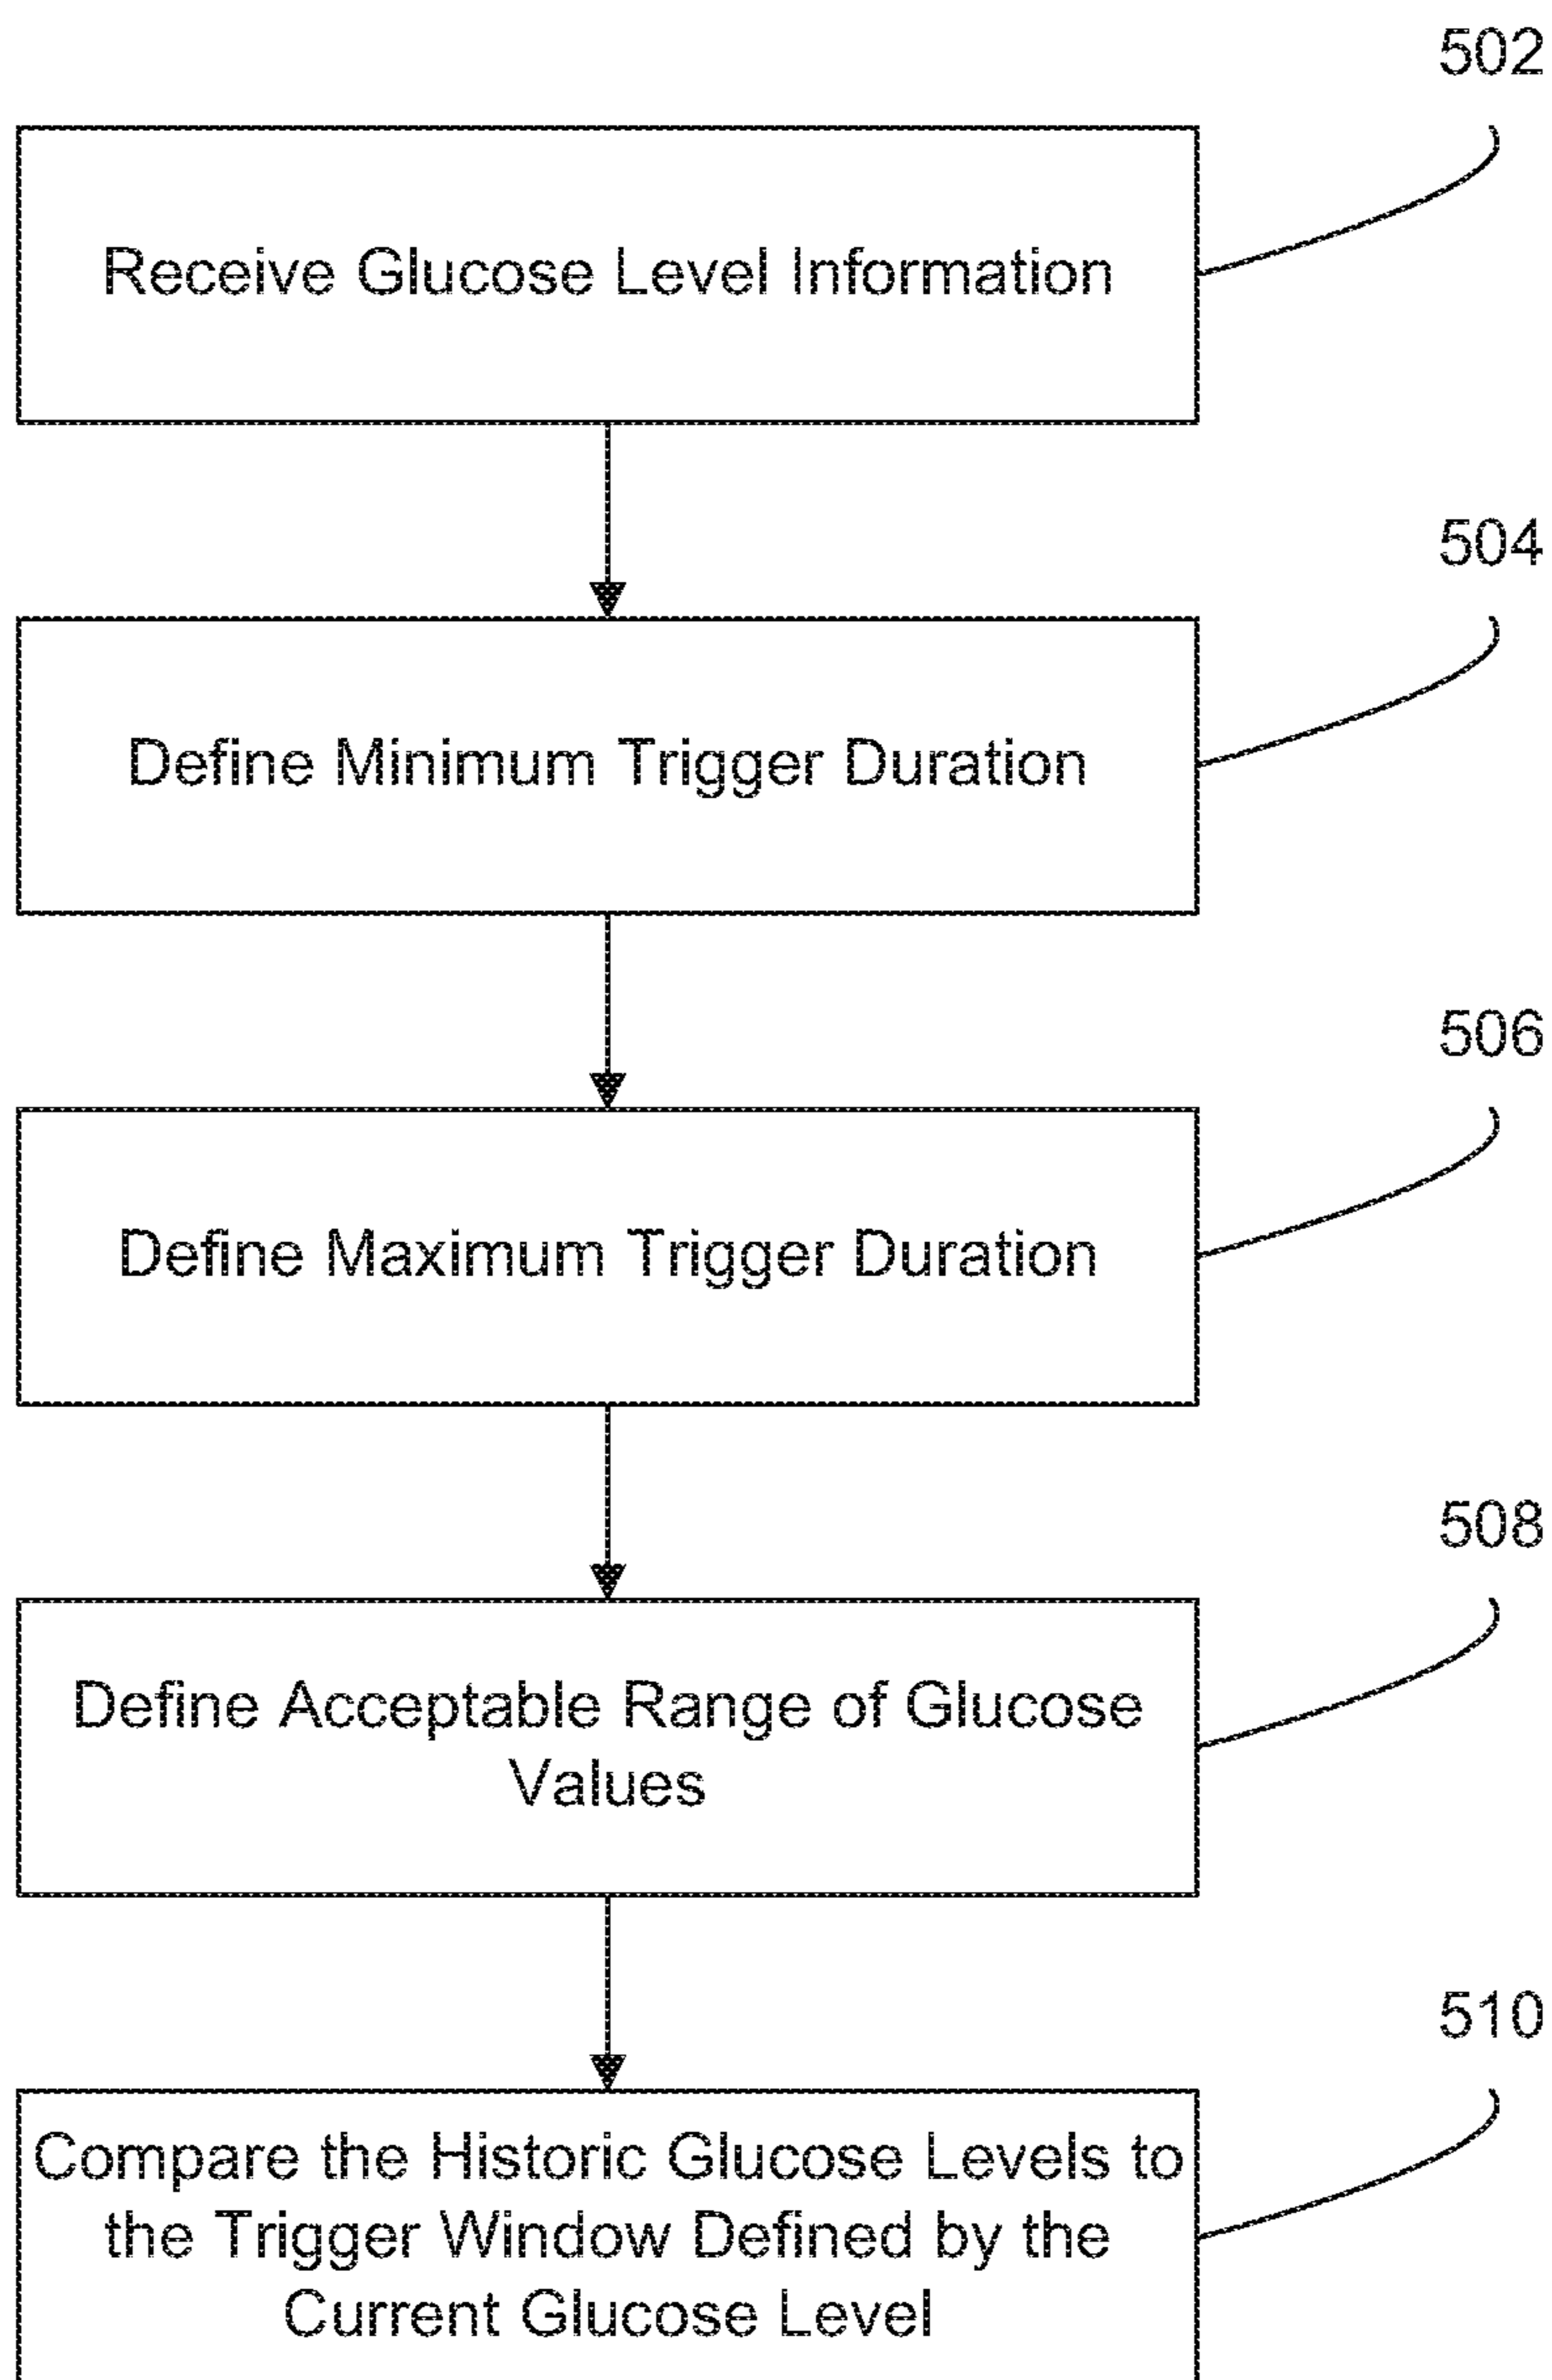 502
Receive Glucose Level Information
504
Define Minimum Trigger Duration
506
Define Maximum Trigger Duration
508
Define Acceptable Range of Glucose
Values
510
Compare the Historic Glucose Levels to
the Trigger Window Defined by the
Current Glucose Level